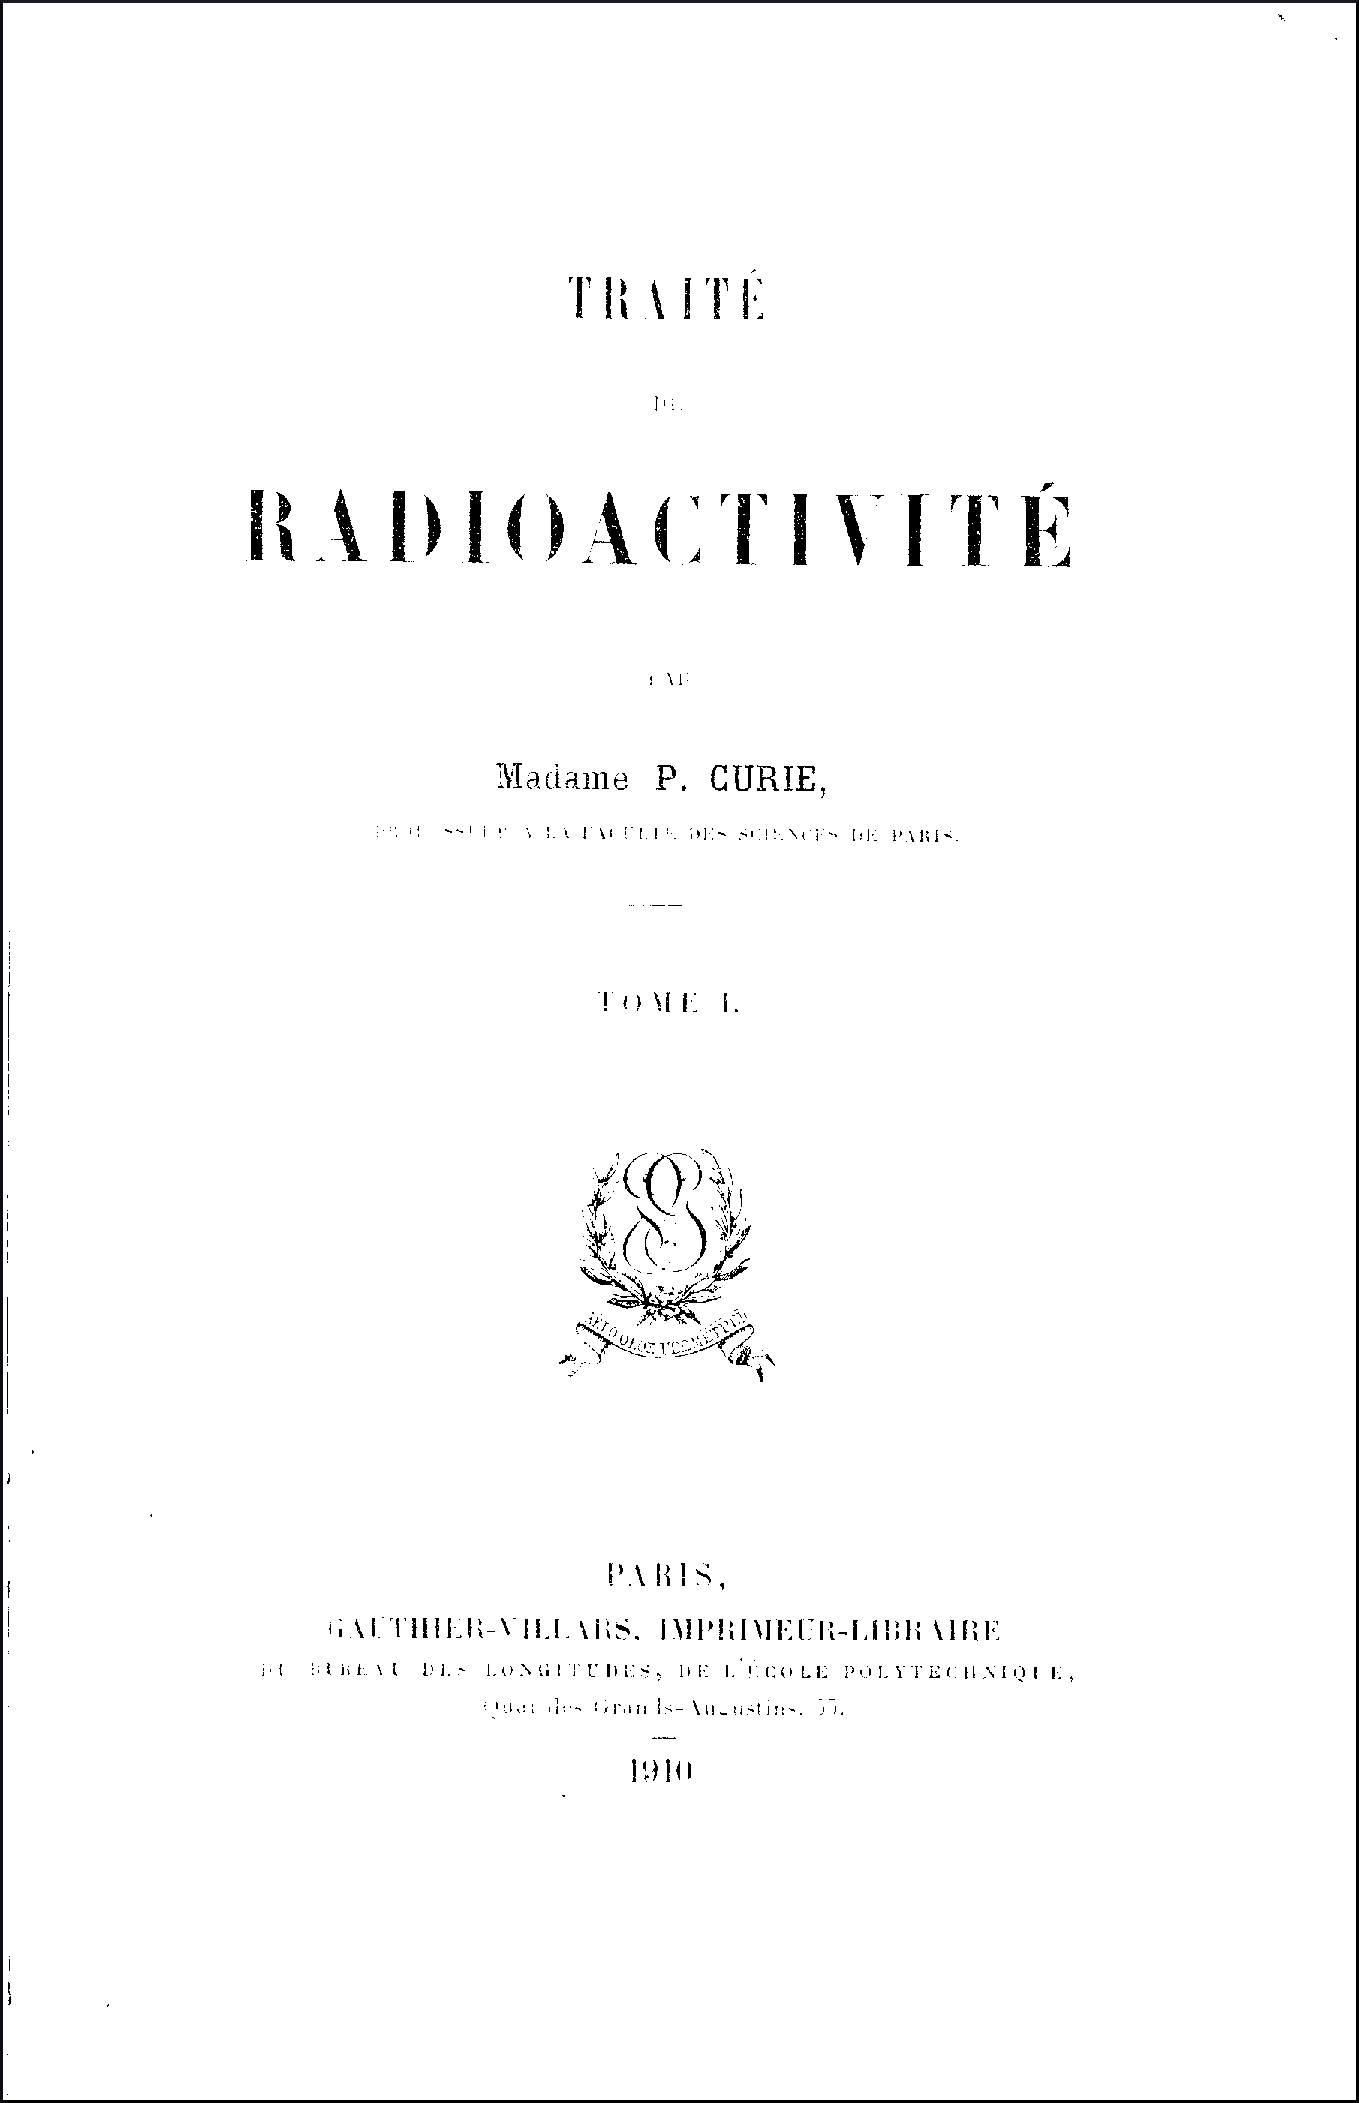 TRAITÉ
DE
RADIOACTIVITÉ
PAR
Madame P. CURIE,
PROFESSEUR A LA FACULTÉ DES SCIENCES DE PARIS.
TOME I.
PARIS,
GAUTHIER-VILLARS, IMPRIMEUR-LIBRAIRE
DU BUREAU DES LONGITUDES, DE L'ÉCOLE POLYTECHNIQUE,
Quai des Grands-Augustins, 55.
1910